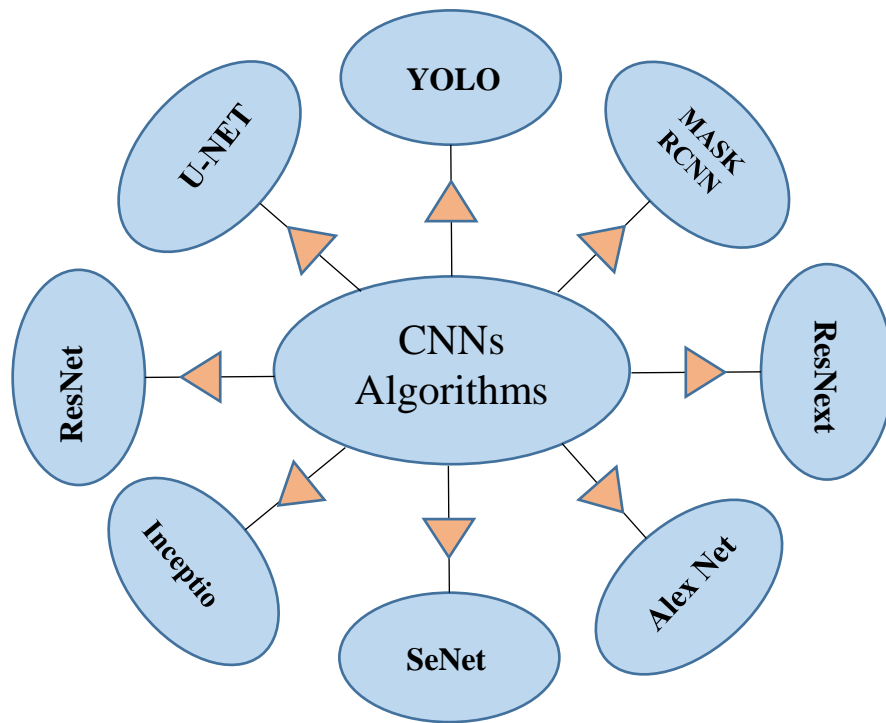 YOLO
U-NET
MASK
RCNN
CNNs
Algorithms
ResNet
ResNext
Inceptio
Alex Net
SeNet